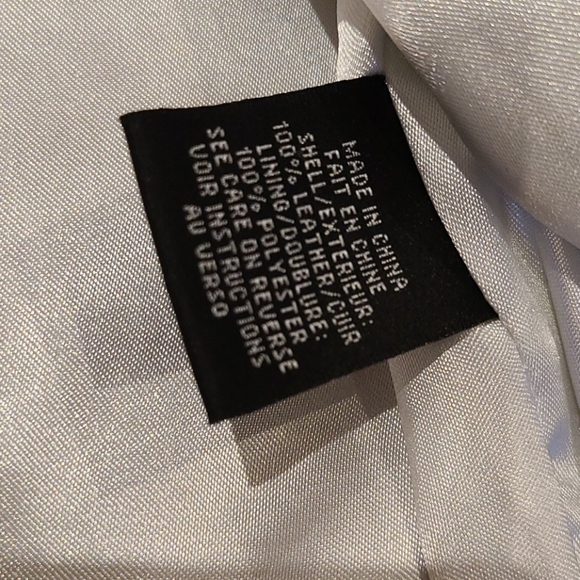 MADE IN CHINA
FAIT EN CHINE
SHELL/EXTEREUR:
100% LEATHER/CUIR
LINING/DOUBLURE:
100% POLYESTER
SEE CARE ON REVERSE
VOIR INSTRUCTIONS
AU VERSO